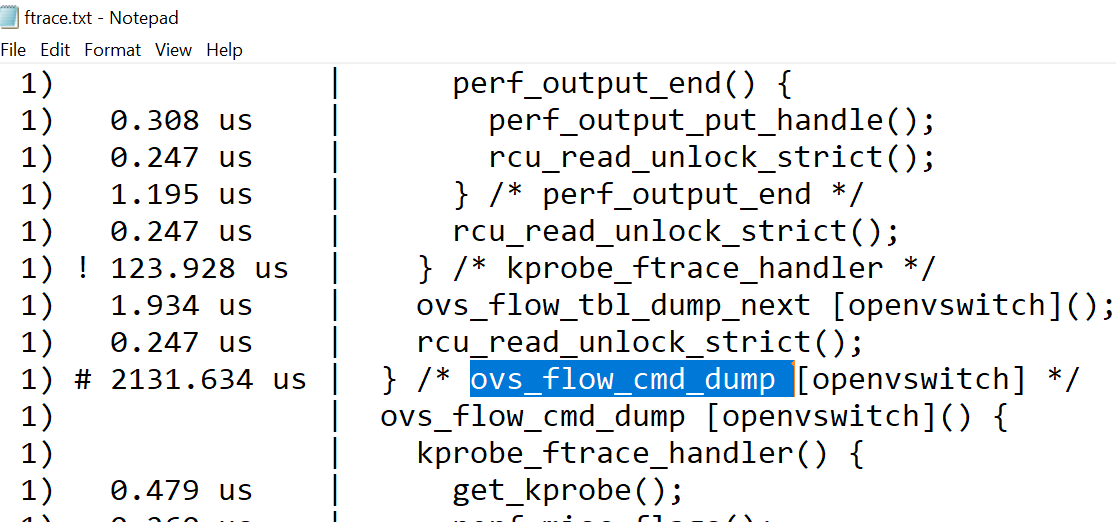 ftrace.txt - Notepad
File Edit Format View Help
1) | perf_output_end() {
1) 0.308 us | perf_output_put_handle();
1) 0.247 us | rcu_read_unlock_strict();
1) 1.195 us | } /* perf_output_end */
1) 0.247 us | rcu_read_unlock_strict();
1) ! 123.928 us | } /* kprobe_ftrace_handler */
1) 1.934 us | ovs_flow_tbl_dump_next [openvswitch]();
1) 0.247 us | rcu_read_unlock_strict();
1) # 2131.634 us | } /* ovs_flow_cmd_dump [openvswitch] */
1) | ovs_flow_cmd_dump [openvswitch]() {
1) | kprobe_ftrace_handler() {
1) 0.479 us | get_kprobe();